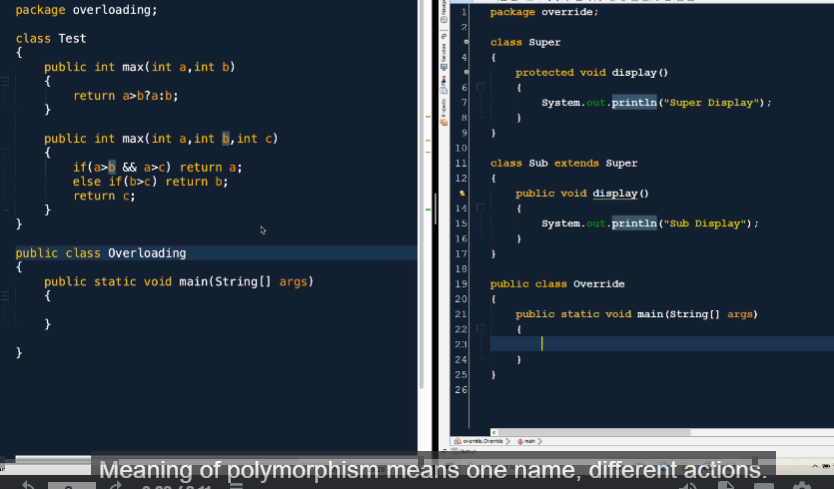 package overloading;
class Test
{
public int max(int a,int b)
{
return a>b?a:b;
}
public int max(int a,int b,int c)
{
if(a>b && a>c) return a;
else if(b>c) return b;
return c;
}
}
public class Overloading
{
public static void main(String[] args)
{
}
}
1 package override;
2
class Super
4 {
protected void display()
6 {
7 System.out.println("Super Display");
8 }
9 }
10
11 class Sub extends Super
12 {
public void display()
14 {
15 System.out.println("Sub Display");
16 }
17 }
18
19 public class Override
20 {
21 public static void main(String[] args)
22 {
23
24 }
25 }
26
override.Override > main >
Meaning of polymorphism means one name, different actions.